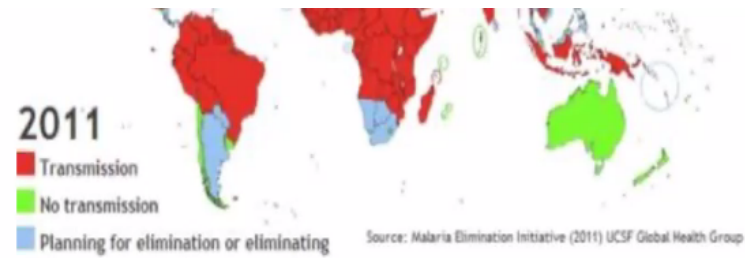 2011
Transmission
No transmission
Planning for elimination or eliminating
Source: Malaria Elimination Initiative (2011) UCSF Global Health Group